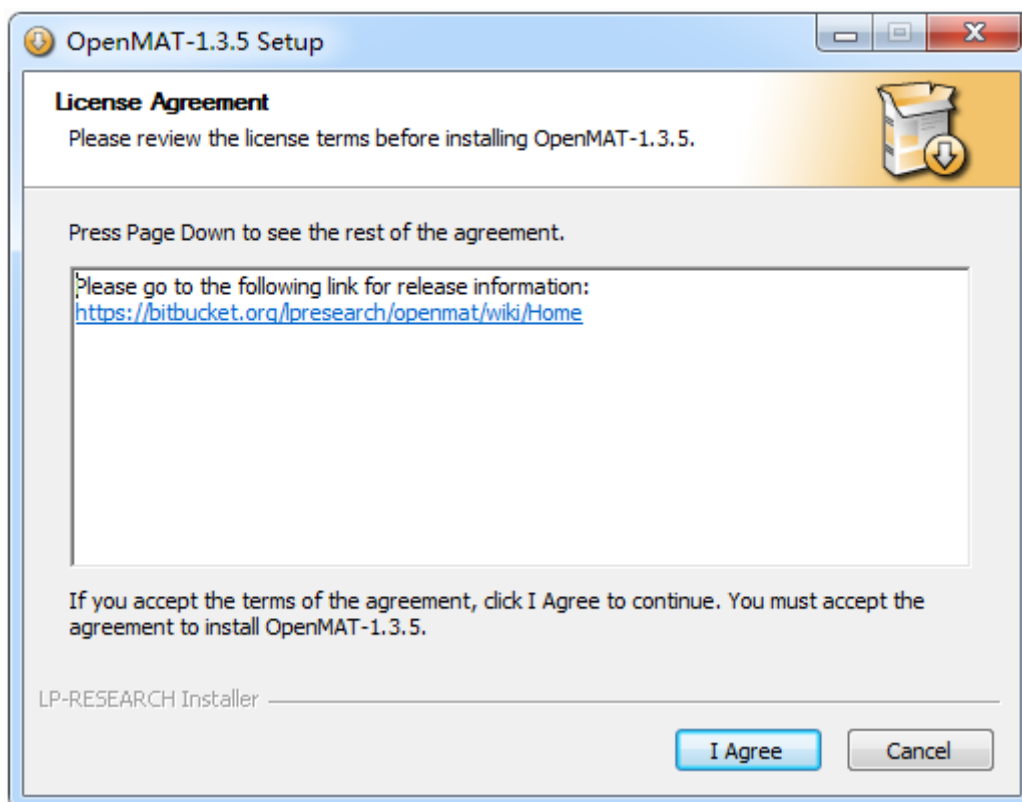 OpenMAT-1.3.5 Setup
License Agreement
Please review the license terms before installing OpenMAT-1.3.5.
Press Page Down to see the rest of the agreement.
Please go to the following link for release information:
https://bitbucket.org/lpresearch/openmat/wiki/Home
If you accept the terms of the agreement, click I Agree to continue. You must accept the
agreement to install OpenMAT-1.3.5.
LP-RESEARCH Installer
I Agree
Cancel